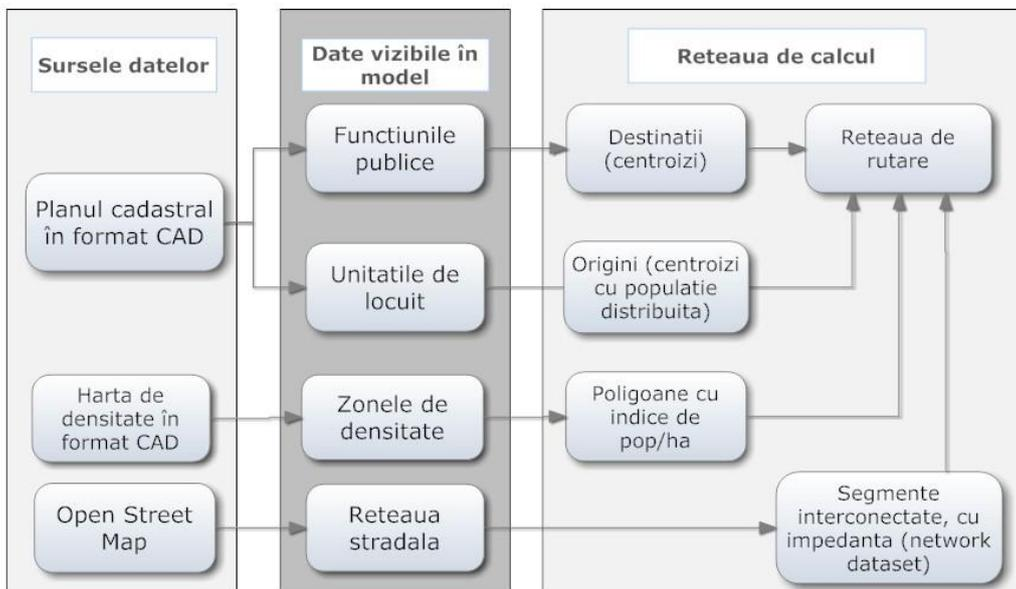 Sursele datelor
Date vizibile în
model
Reteaua de calcul
Planul cadastral
în format CAD
Functiunile
publice
Destinatii
(centroizi)
Reteaua de
rutare
Unitatile de
locuit
Origini (centroizi
cu populatie
distribuita)
Harta de
densitate în
format CAD
Zonele de
densitate
Poligoane cu
indice de
pop/ha
Open Street
Map
Reteaua
stradala
Segmente
interconectate, cu
impedanta (network
dataset)